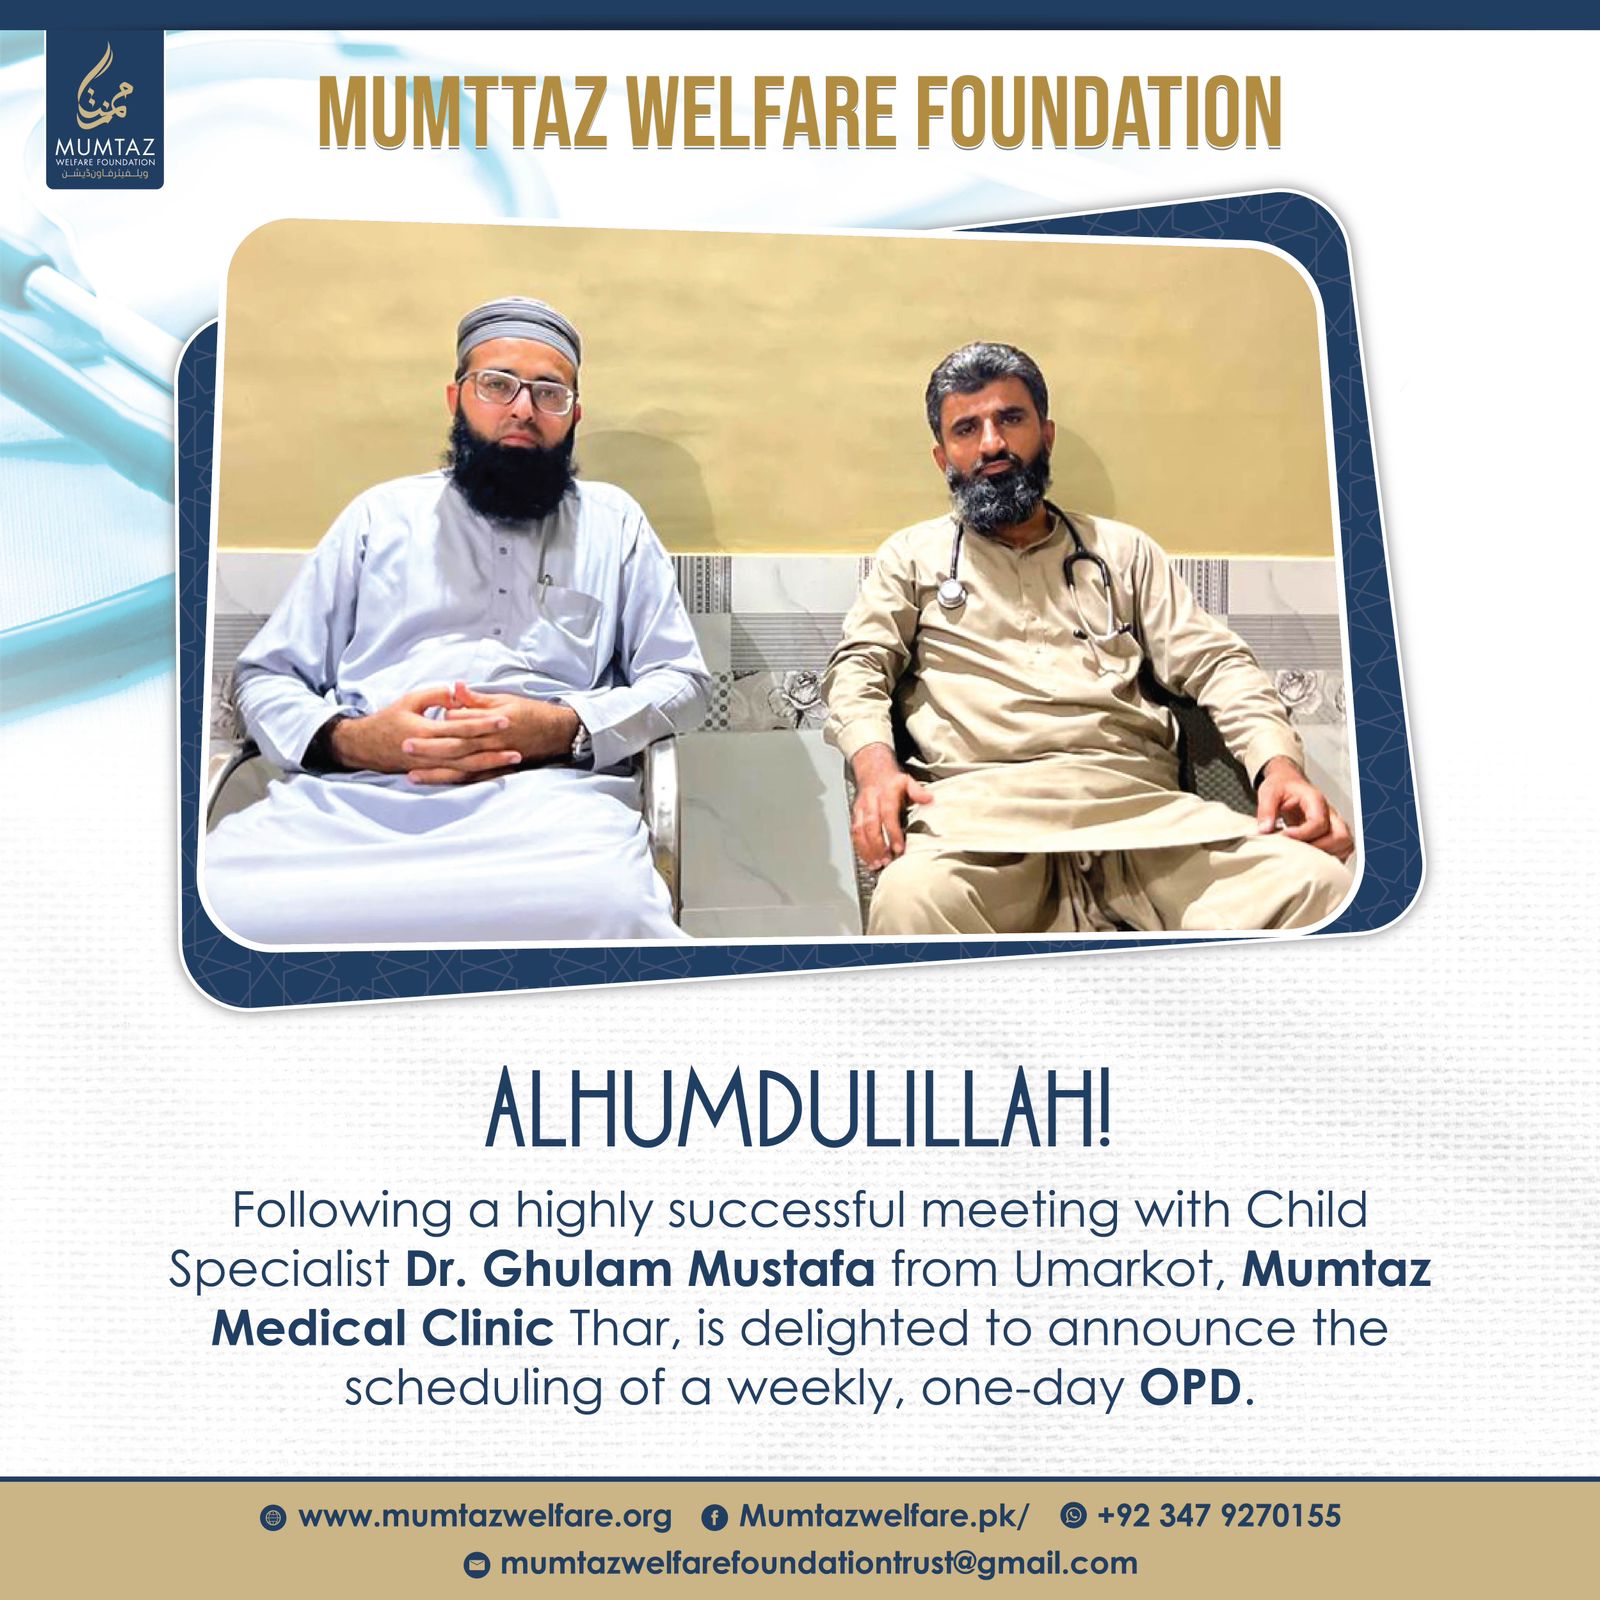 ممتاز
MUMTAZ
WELFARE FOUNDATION
ویلفیئرفاونڈیشن
MUMTTAZ WELFARE FOUNDATION
ALHUMDULILLAH!
Following a highly successful meeting with Child
Specialist Dr. Ghulam Mustafa from Umarkot, Mumtaz
Medical Clinic Thar, is delighted to announce the
scheduling of a weekly, one-day OPD.
www.mumtazwelfare.org Mumtazwelfare.pk/ +92 347 9270155
mumtazwelfarefoundationtrust@gmail.com